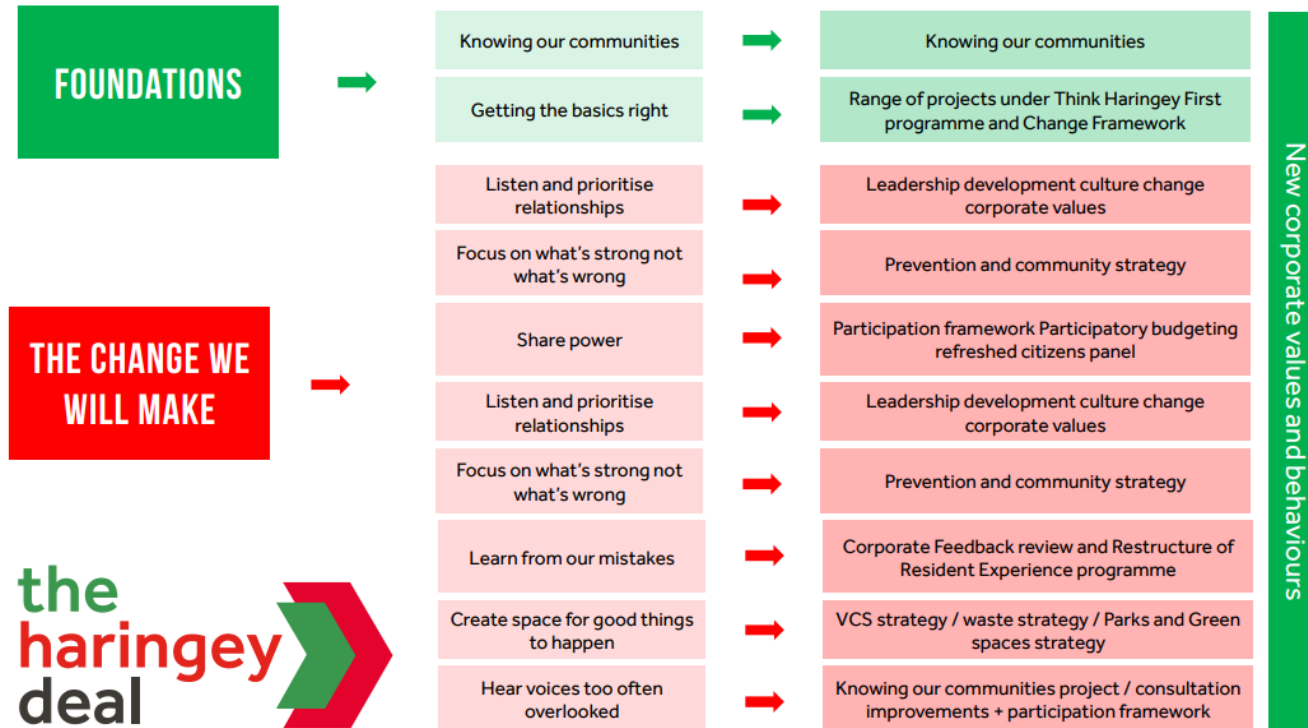 FOUNDATIONS
Knowing our communities
Knowing our communities
Getting the basics right
Range of projects under Think Haringey First
programme and Change Framework
THE CHANGE WE
WILL MAKE
Listen and prioritise
relationships
Leadership development culture change
corporate values
Focus on what's strong not
what's wrong
Prevention and community strategy
Share power
Participation framework Participatory budgeting
refreshed citizens panel
Listen and prioritise
relationships
Leadership development culture change
corporate values
Focus on what's strong not
what's wrong
Prevention and community strategy
Learn from our mistakes
Corporate Feedback review and Restructure of
Resident Experience programme
Create space for good things
to happen
VCS strategy / waste strategy / Parks and Green
spaces strategy
Hear voices too often
overlooked
Knowing our communities project / consultation
improvements + participation framework
New corporate values and behaviours
the
haringey
deal